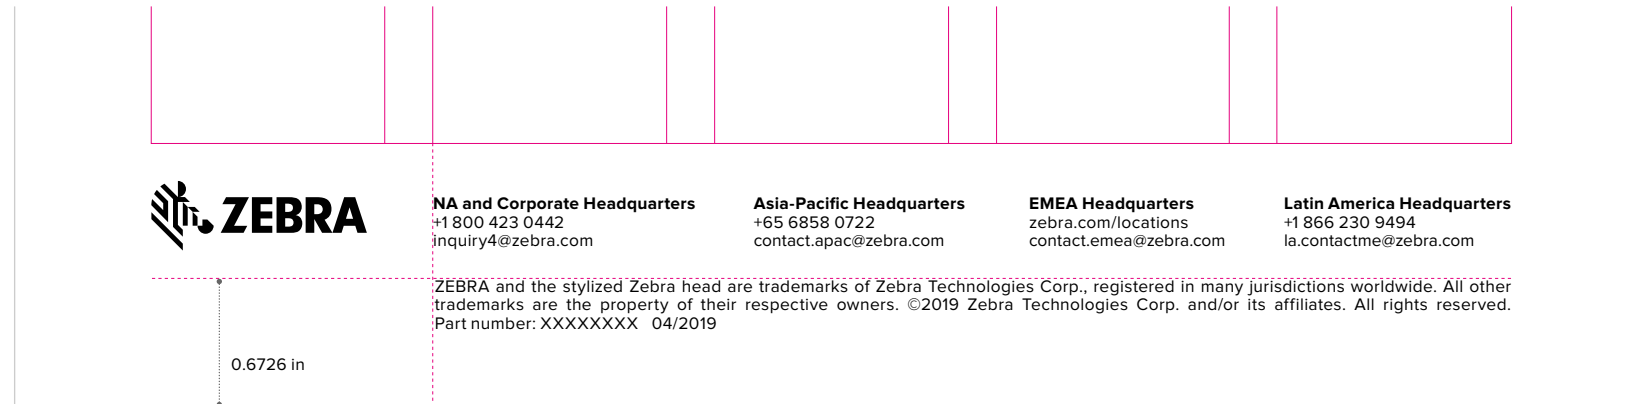 ZEBRA
NA and Corporate Headquarters
+1 800 423 0442
inquiry4@zebra.com
Asia-Pacific Headquarters
+65 6858 0722
contact.apac@zebra.com
EMEA Headquarters
zebra.com/locations
contact.emea@zebra.com
Latin America Headquarters
+1 866 230 9494
la.contactme@zebra.com
ZEBRA and the stylized Zebra head are trademarks of Zebra Technologies Corp., registered in many jurisdictions worldwide. All other
trademarks are the property of their respective owners. ©2019 Zebra Technologies Corp. and/or its affiliates. All rights reserved.
Part number: XXXXXXXX 04/2019
0.6726 in